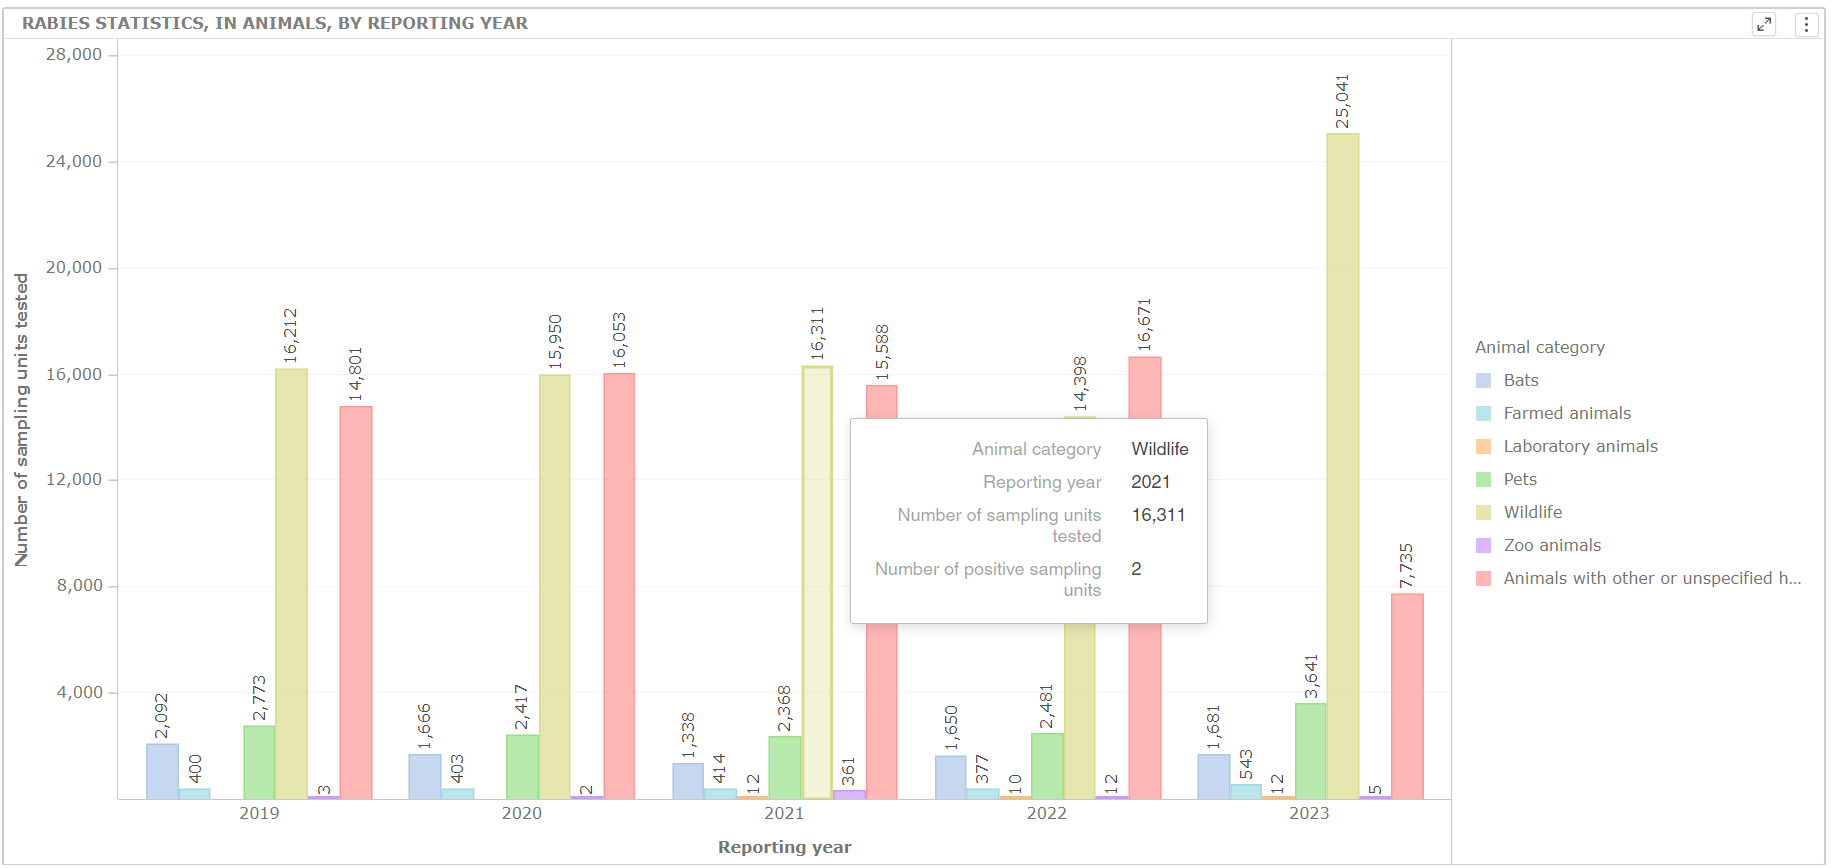 RABIES STATISTICS, IN ANIMALS, BY REPORTING YEAR
Number of sampling units tested
28,000
24,000
20,000
16,000
12,000
8,000
4,000
2,092
400
2,773
16,212
3
14,801
1,666
403
2,417
15,950
2
16,053
1,338
414
12
2,368
16,311
361
15,588
1,650
377
10
2,481
14,398
12
16,671
1,681
543
12
3,641
25,041
5
7,735
Animal category Wildlife
Reporting year 2021
Number of sampling units 16,311
tested
Number of positive sampling 2
units
2019 2020 2021 2022 2023
Reporting year
Animal category
Bats
Farmed animals
Laboratory animals
Pets
Wildlife
Zoo animals
Animals with other or unspecified h...